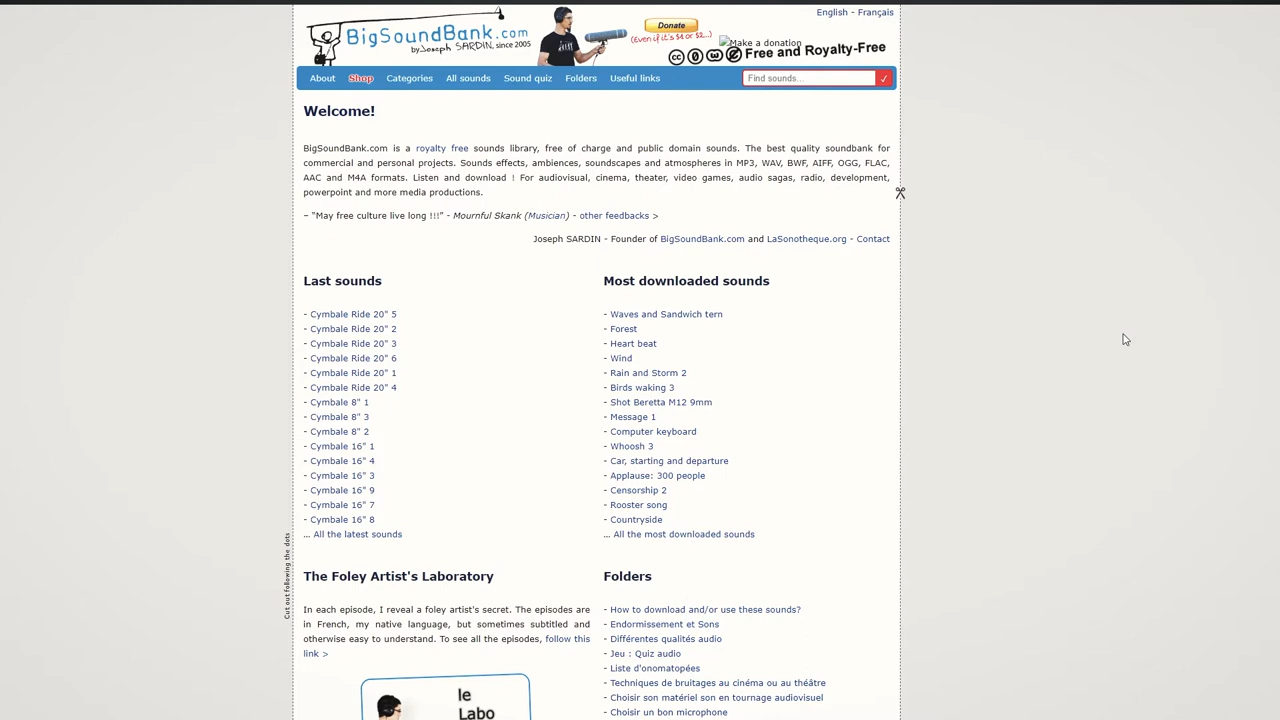 English - Français
BigSoundBank.com
by Joseph SARDIN, since 2005
Donate
(Even if it's $1 or $2...)
Make a donation
Free and Royalty-Free
About Shop Categories All sounds Sound quiz Folders Useful links Find sounds... ✓
Welcome!
BigSoundBank.com is a royalty free sounds library, free of charge and public domain sounds. The best quality soundbank for
commercial and personal projects. Sounds effects, ambiences, soundscapes and atmospheres in MP3, WAV, BWF, AIFF, OGG, FLAC,
AAC and M4A formats. Listen and download ! For audiovisual, cinema, theater, video games, audio sagas, radio, development,
powerpoint and more media productions.
– "May free culture live long !!!" - Mournful Skank (Musician) - other feedbacks >
Joseph SARDIN - Founder of BigSoundBank.com and LaSonotheque.org - Contact
Last sounds
- Cymbale Ride 20" 5
- Cymbale Ride 20" 2
- Cymbale Ride 20" 3
- Cymbale Ride 20" 6
- Cymbale Ride 20" 1
- Cymbale Ride 20" 4
- Cymbale 8" 1
- Cymbale 8" 3
- Cymbale 8" 2
- Cymbale 16" 1
- Cymbale 16" 4
- Cymbale 16" 3
- Cymbale 16" 9
- Cymbale 16" 7
- Cymbale 16" 8
... All the latest sounds
Most downloaded sounds
- Waves and Sandwich tern
- Forest
- Heart beat
- Wind
- Rain and Storm 2
- Birds waking 3
- Shot Beretta M12 9mm
- Message 1
- Computer keyboard
- Whoosh 3
- Car, starting and departure
- Applause: 300 people
- Censorship 2
- Rooster song
- Countryside
... All the most downloaded sounds
Cut out following the dots
The Foley Artist's Laboratory
In each episode, I reveal a foley artist's secret. The episodes are
in French, my native language, but sometimes subtitled and
otherwise easy to understand. To see all the episodes, follow this
link >
le
Labo
Folders
- How to download and/or use these sounds?
- Endormissement et Sons
- Différentes qualités audio
- Jeu : Quiz audio
- Liste d'onomatopées
- Techniques de bruitages au cinéma ou au théâtre
- Choisir son matériel son en tournage audiovisuel
- Choisir un bon microphone